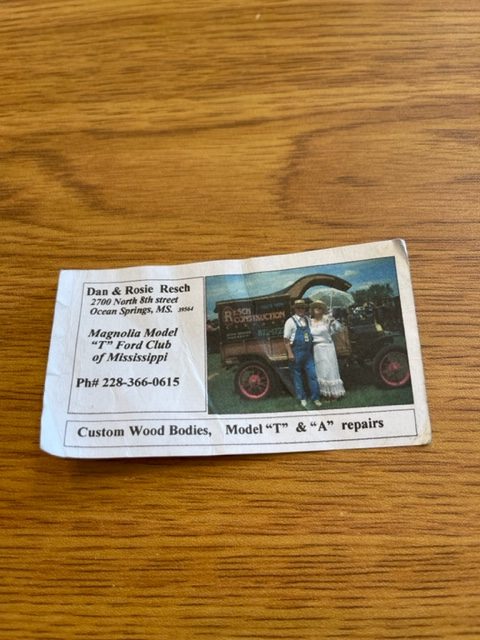 Dan & Rosie Resch
2700 North 8th street
Ocean Springs, MS. 39564
Magnolia Model
"T" Ford Club
of Mississippi
Ph# 228-366-0615
RESCH
CONSTRUCTION
Custom Wood Bodies, Model "T" & "A" repairs